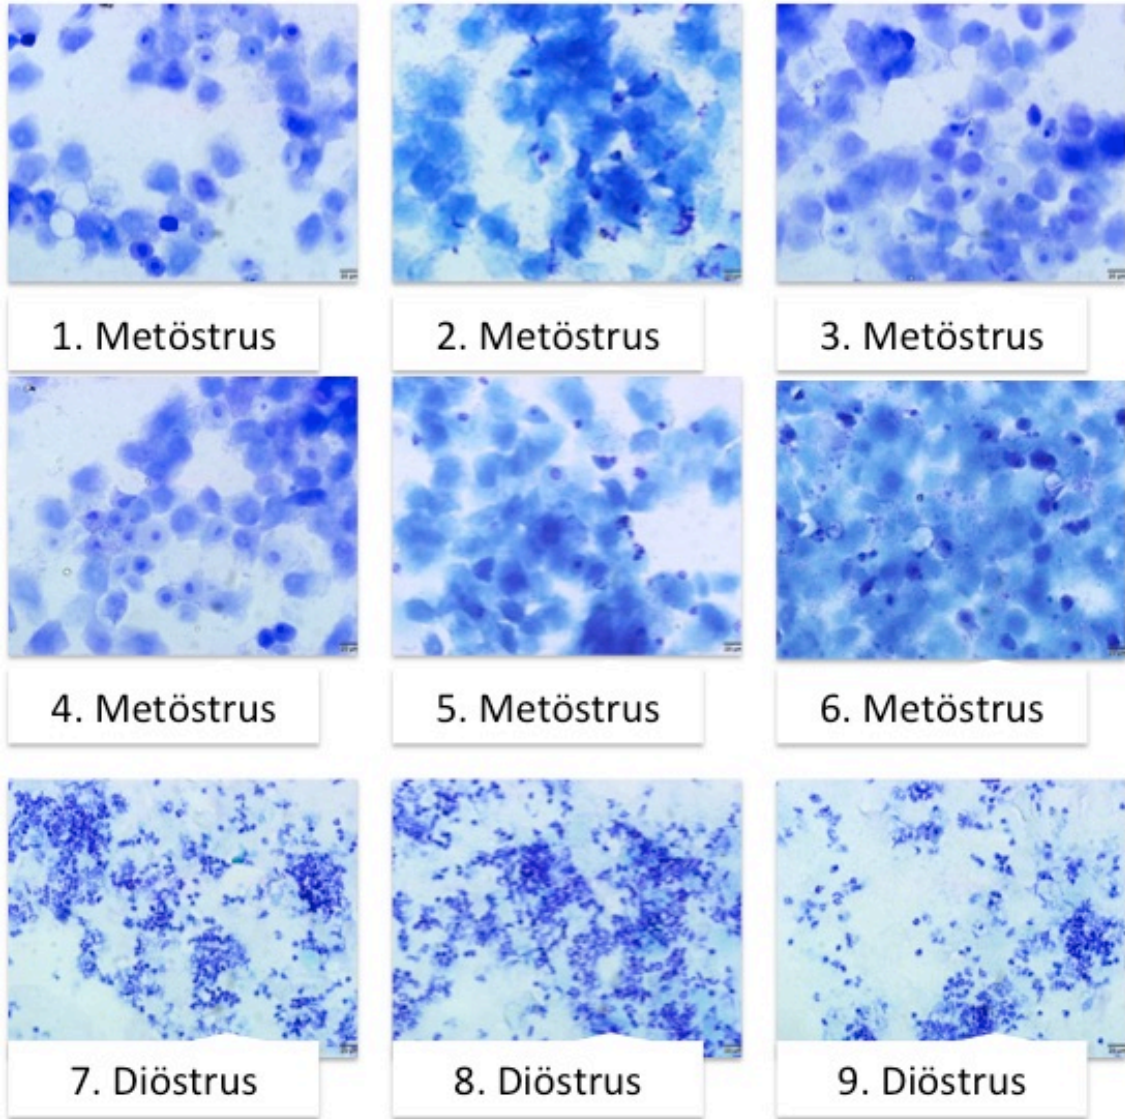 1. Metöstrus
2. Metöstrus
3. Metöstrus
4. Metöstrus
5. Metöstrus
6. Metöstrus
7. Diöstrus
8. Diöstrus
9. Diöstrus